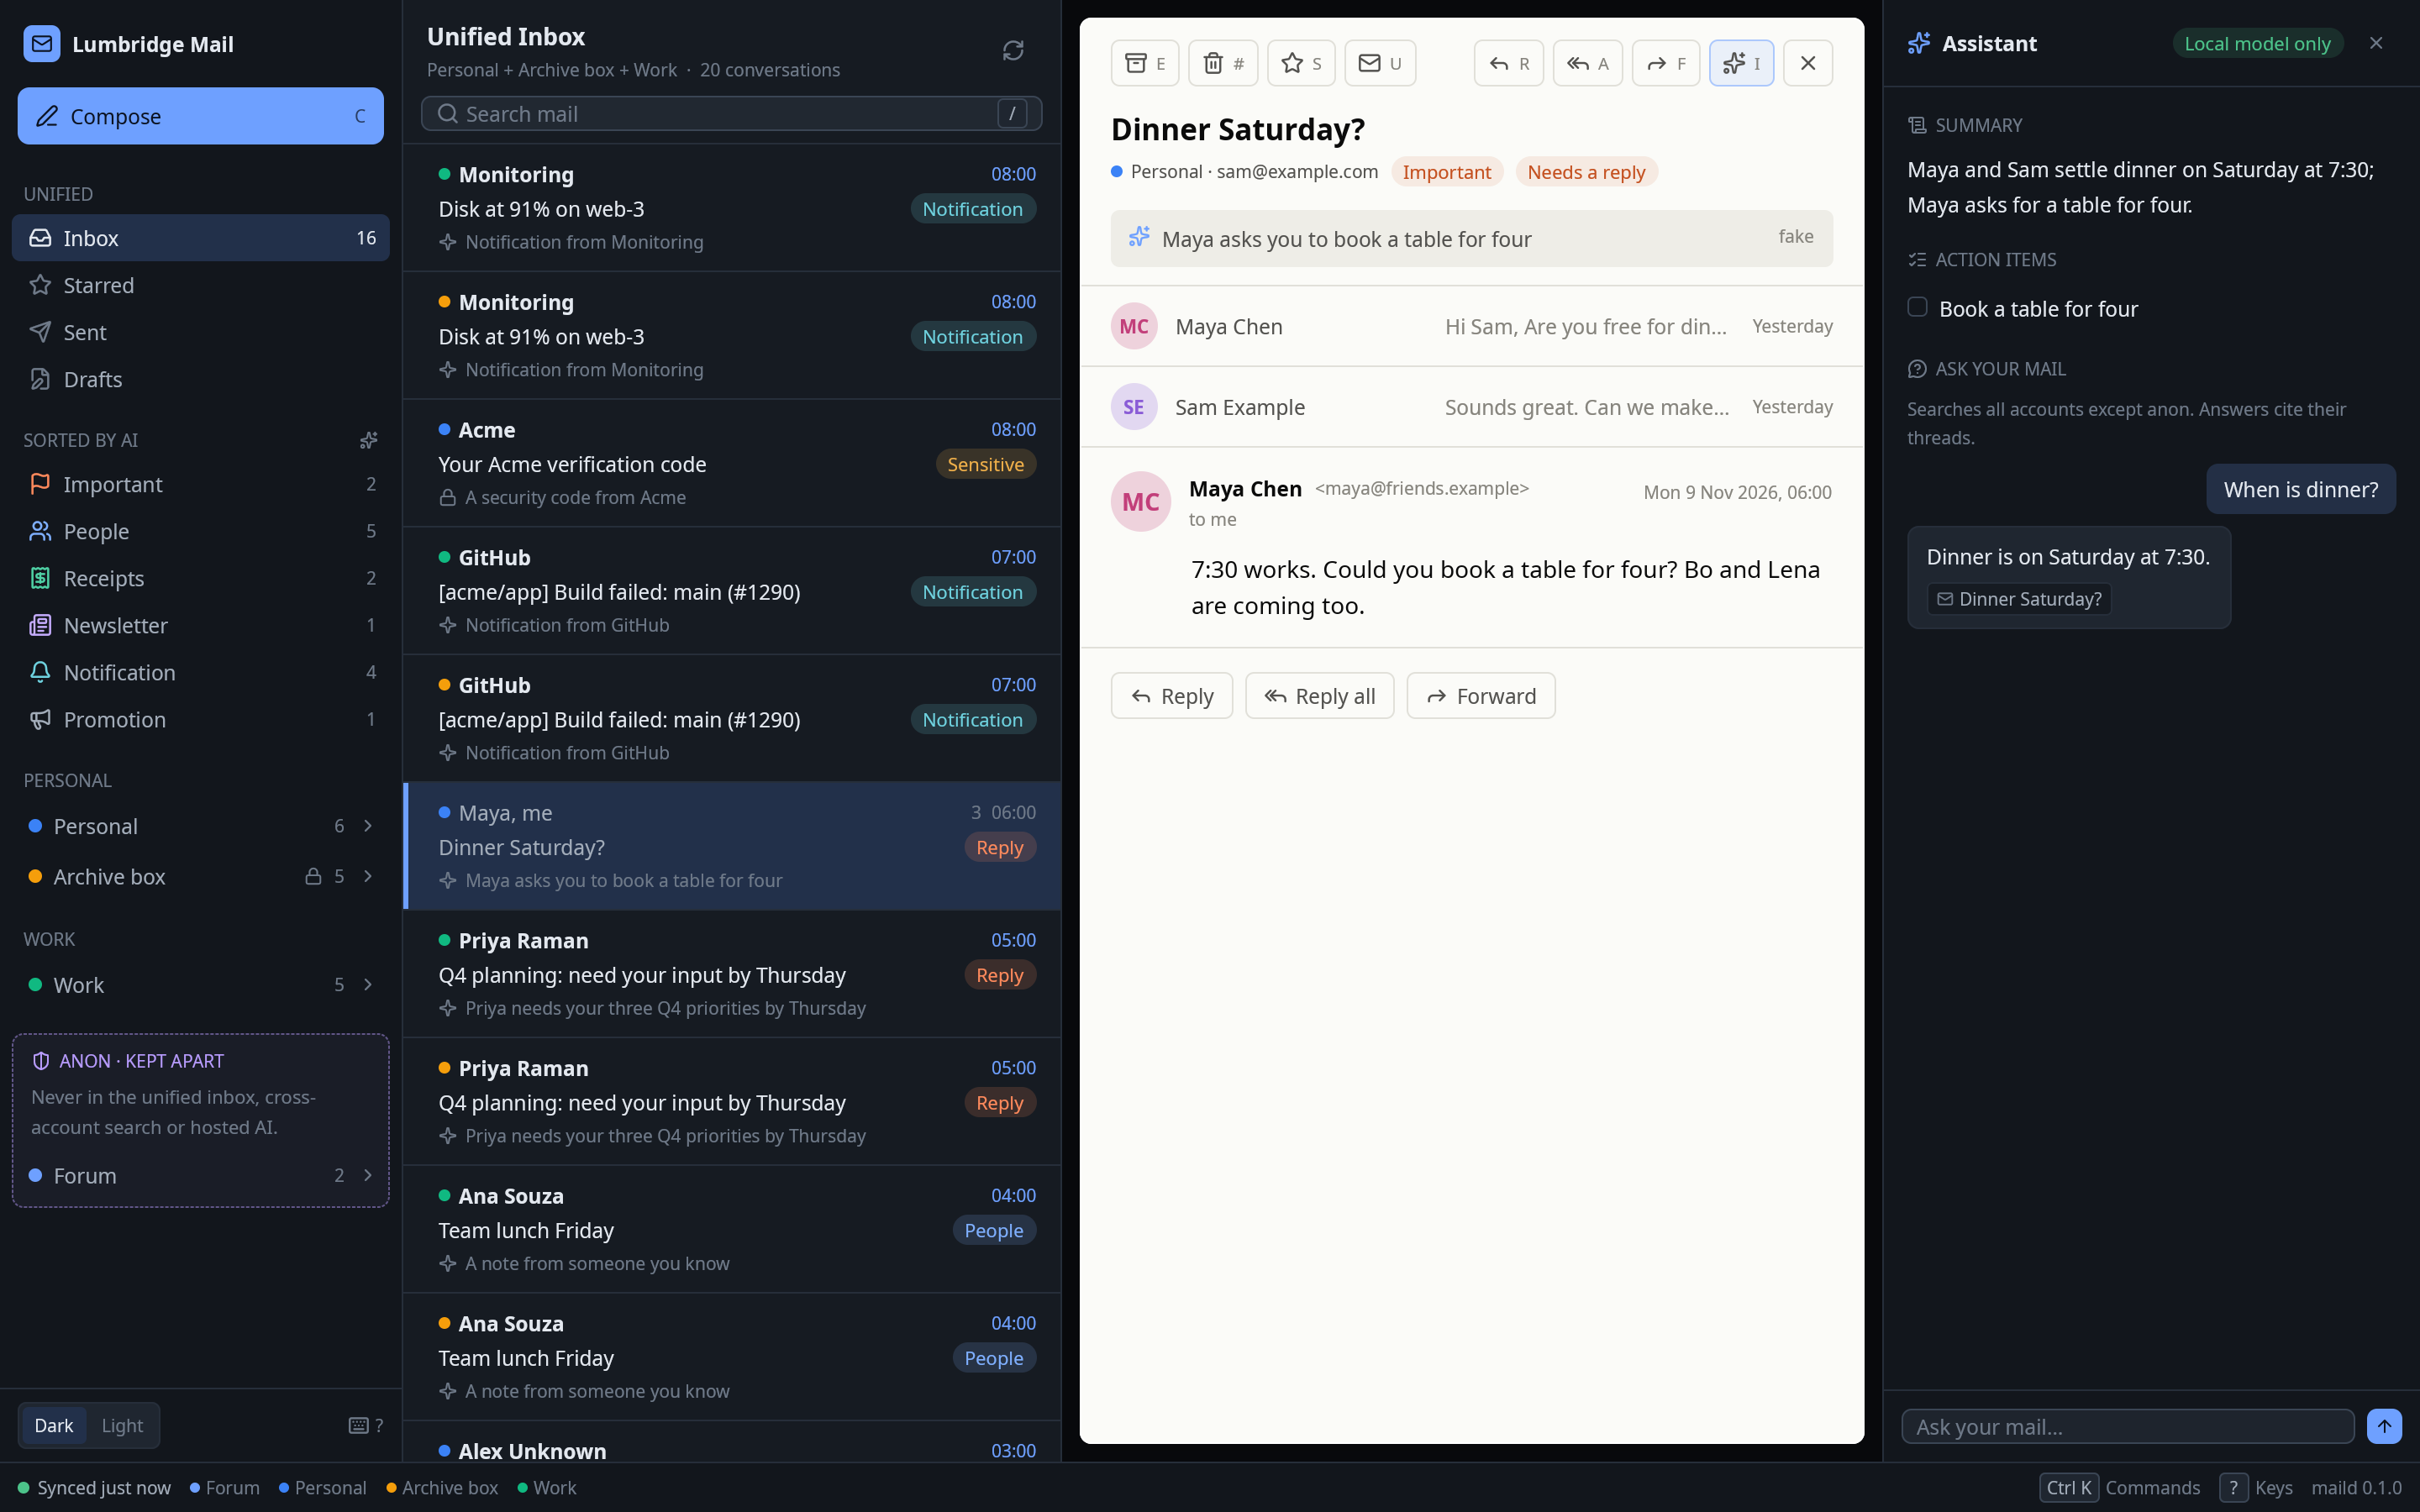 Lumbridge Mail
Compose C
UNIFIED
Inbox 16
Starred
Sent
Drafts
SORTED BY AI
Important 2
People 5
Receipts 2
Newsletter 1
Notification 4
Promotion 1
PERSONAL
Personal 6
Archive box 5
WORK
Work 5
ANON · KEPT APART
Never in the unified inbox, cross-
account search or hosted AI.
Forum 2
Dark Light ?
Unified Inbox
Personal + Archive box + Work · 20 conversations
Search mail /
Monitoring 08:00
Disk at 91% on web-3 Notification
Notification from Monitoring
Monitoring 08:00
Disk at 91% on web-3 Notification
Notification from Monitoring
Acme 08:00
Your Acme verification code Sensitive
A security code from Acme
GitHub 07:00
[acme/app] Build failed: main (#1290) Notification
Notification from GitHub
GitHub 07:00
[acme/app] Build failed: main (#1290) Notification
Notification from GitHub
Maya, me 3 06:00
Dinner Saturday? Reply
Maya asks you to book a table for four
Priya Raman 05:00
Q4 planning: need your input by Thursday Reply
Priya needs your three Q4 priorities by Thursday
Priya Raman 05:00
Q4 planning: need your input by Thursday Reply
Priya needs your three Q4 priorities by Thursday
Ana Souza 04:00
Team lunch Friday People
A note from someone you know
Ana Souza 04:00
Team lunch Friday People
A note from someone you know
Alex Unknown 03:00
E # S U R A F I
Dinner Saturday?
Personal · sam@example.com Important Needs a reply
Maya asks you to book a table for four fake
MC Maya Chen Hi Sam, Are you free for din... Yesterday
SE Sam Example Sounds great. Can we make... Yesterday
MC Maya Chen <maya@friends.example> Mon 9 Nov 2026, 06:00
to me
7:30 works. Could you book a table for four? Bo and Lena
are coming too.
Reply Reply all Forward
Assistant Local model only
SUMMARY
Maya and Sam settle dinner on Saturday at 7:30;
Maya asks for a table for four.
ACTION ITEMS
Book a table for four
ASK YOUR MAIL
Searches all accounts except anon. Answers cite their
threads.
When is dinner?
Dinner is on Saturday at 7:30.
Dinner Saturday?
Ask your mail...
Synced just now Forum Personal Archive box Work Ctrl K Commands ? Keys maild 0.1.0